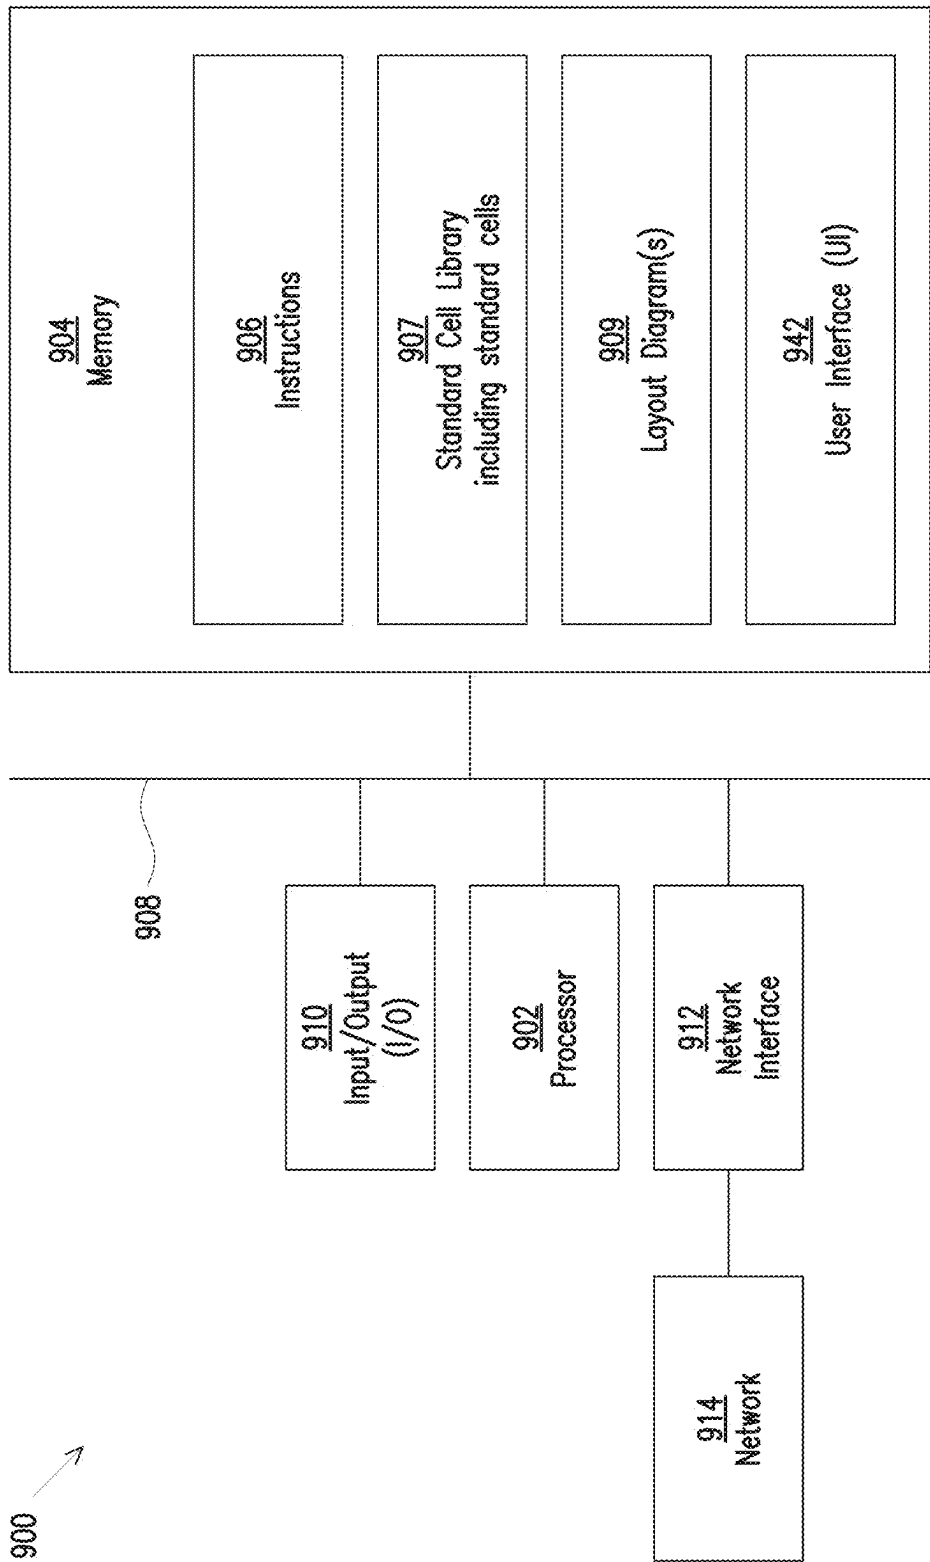 900
908
910
Input/Output
(I/O)
902
Processor
912
Network
Interface
914
Network
904
Memory
906
Instructions
907
Standard Cell Library
including standard cells
909
Layout Diagram(s)
942
User Interface (UI)